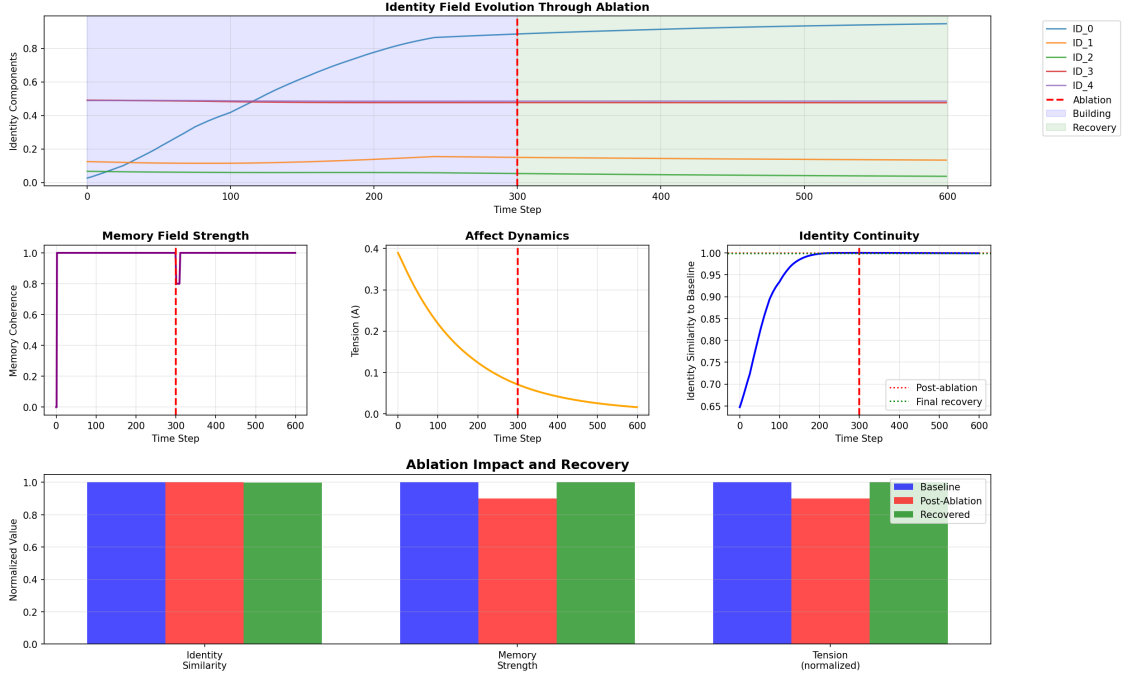 Identity Field Evolution Through Ablation
Identity Components
0.8
0.6
0.4
0.2
0.0
0
100
200
300
400
500
600
Time Step
ID_0
ID_1
ID_2
ID_3
ID_4
Ablation
Building
Recovery
Memory Field Strength
Memory Coherence
1.0
0.8
0.6
0.4
0.2
0.0
0
100
200
300
400
500
600
Time Step
Affect Dynamics
Tension (A)
0.4
0.3
0.2
0.1
0.0
0
100
200
300
400
500
600
Time Step
Identity Continuity
Identity Similarity to Baseline
1.00
0.95
0.90
0.85
0.80
0.75
0.70
0.65
0
100
200
300
400
500
600
Time Step
Post-ablation
Final recovery
Ablation Impact and Recovery
Normalized Value
1.0
0.8
0.6
0.4
0.2
0.0
Identity
Similarity
Memory
Strength
Tension
(normalized)
Baseline
Post-Ablation
Recovered